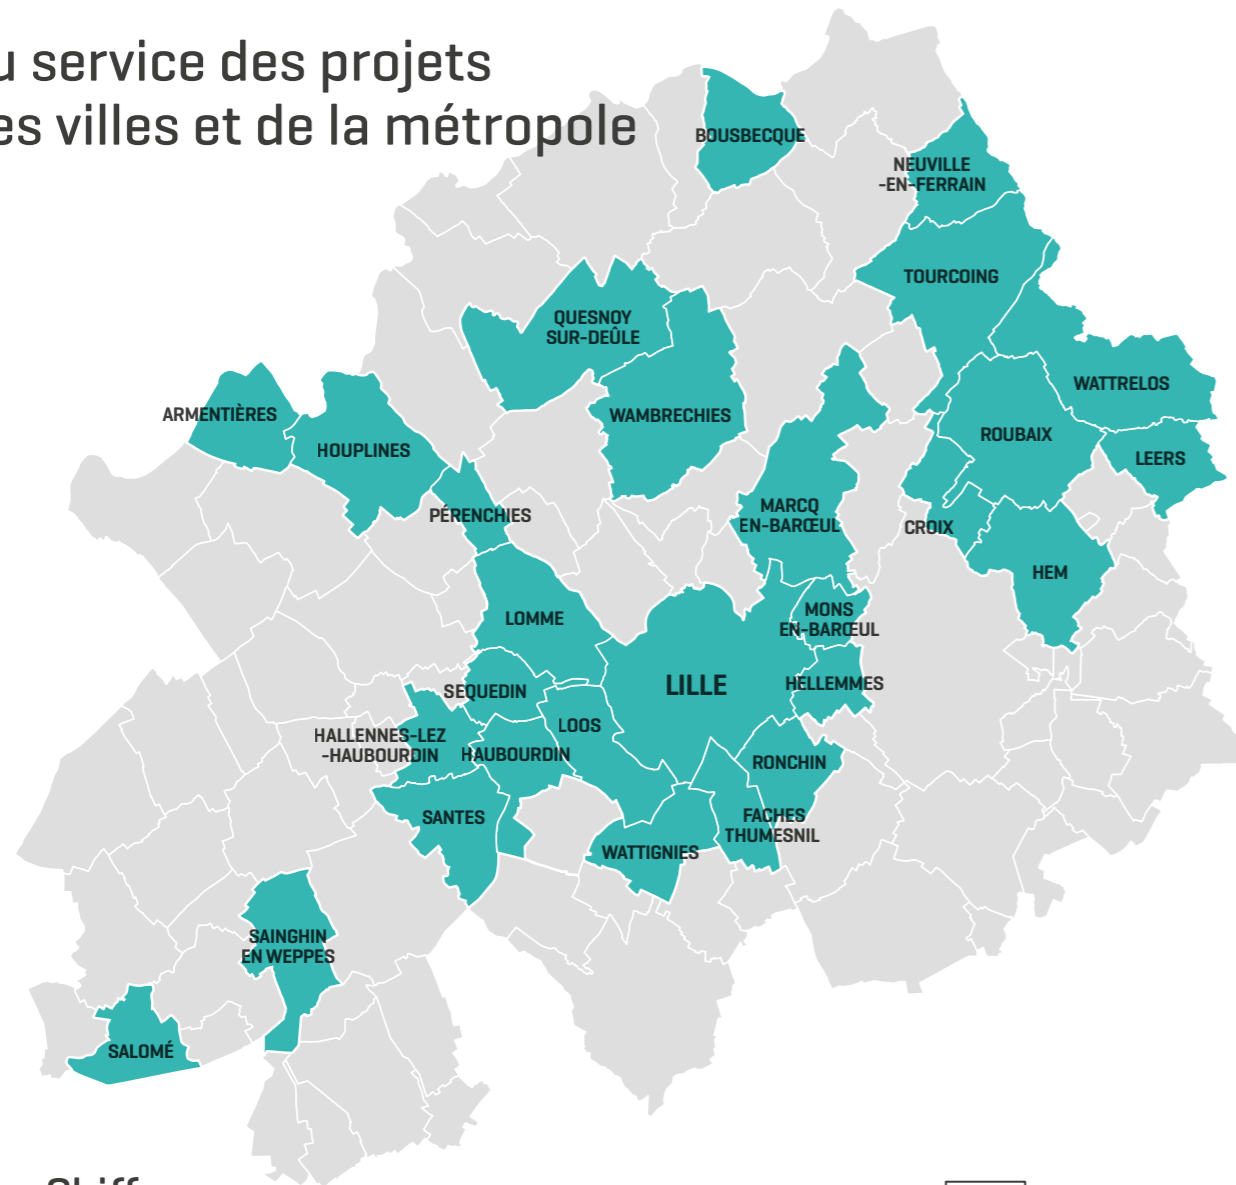 u service des projets
es villes et de la métropole
BOUSBECQUE
NEUVILLE
-EN-FERRAIN
TOURCOING
QUESNOY
SUR-DEÛLE
WATTRELOS
ARMENTIÈRES
WAMBRECHIES
ROUBAIX
HOUPLINES
LEERS
PÉRENCHIES
MARCQ
EN-BARŒUL
CROIX
HEM
LOMME
MONS
EN-BARŒUL
LILLE
HELLEMMES
SEQUEDIN
LOOS
HALLENNES-LEZ
-HAUBOURDIN
HAUBOURDIN
RONCHIN
SANTES
FACHES
THUMESNIL
WATTIGNIES
SAINGHIN
EN WEPPES
SALOMÉ